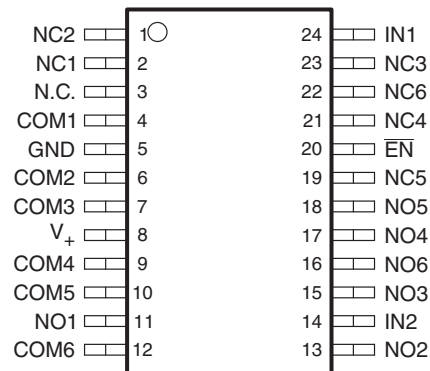 NC2 1 24 IN1
NC1 2 23 NC3
N.C. 3 22 NC6
COM1 4 21 NC4
GND 5 20 E̅N̅
COM2 6 19 NC5
COM3 7 18 NO5
V+ 8 17 NO4
COM4 9 16 NO6
COM5 10 15 NO3
NO1 11 14 IN2
COM6 12 13 NO2